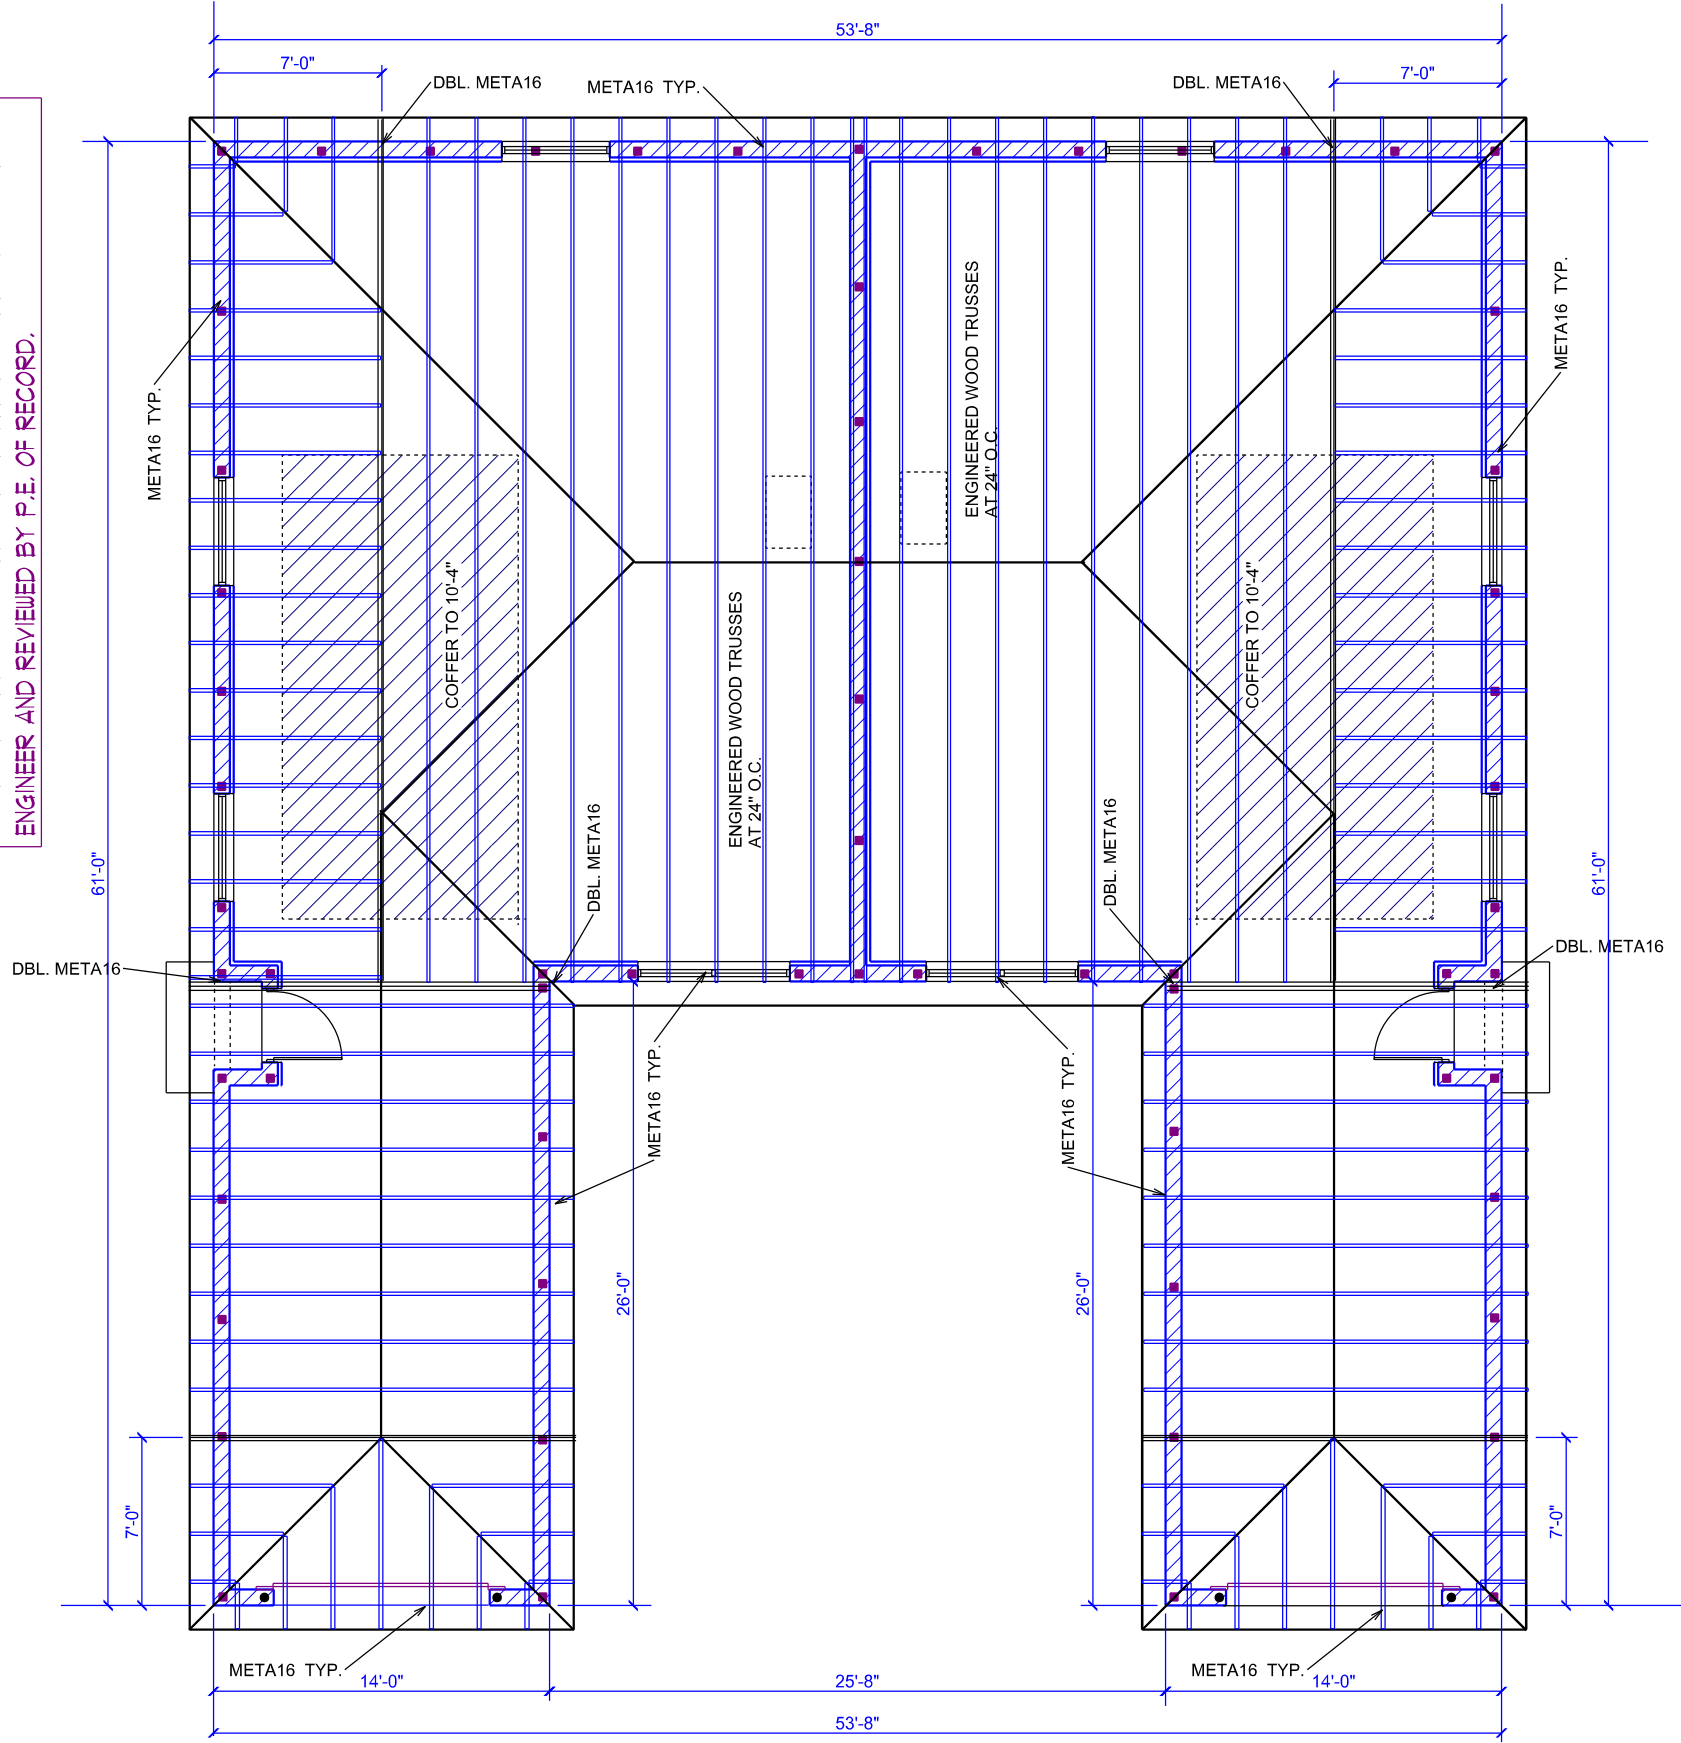 53'-8"
7'-0"
7'-0"
DBL. META16
META16 TYP.
DBL. META16
ENGINEER AND REVIEWED BY P.E. OF RECORD.
META16 TYP.
META16 TYP.
ENGINEERED WOOD TRUSSES
AT 24" O.C.
COFFER TO 10'-4"
COFFER TO 10'-4"
ENGINEERED WOOD TRUSSES
AT 24" O.C.
61'-0"
61'-0"
DBL. META16
DBL. META16
DBL. META16
DBL. META16
META16 TYP.
META16 TYP.
26'-0"
26'-0"
7'-0"
7'-0"
META16 TYP.
META16 TYP.
14'-0"
25'-8"
14'-0"
53'-8"